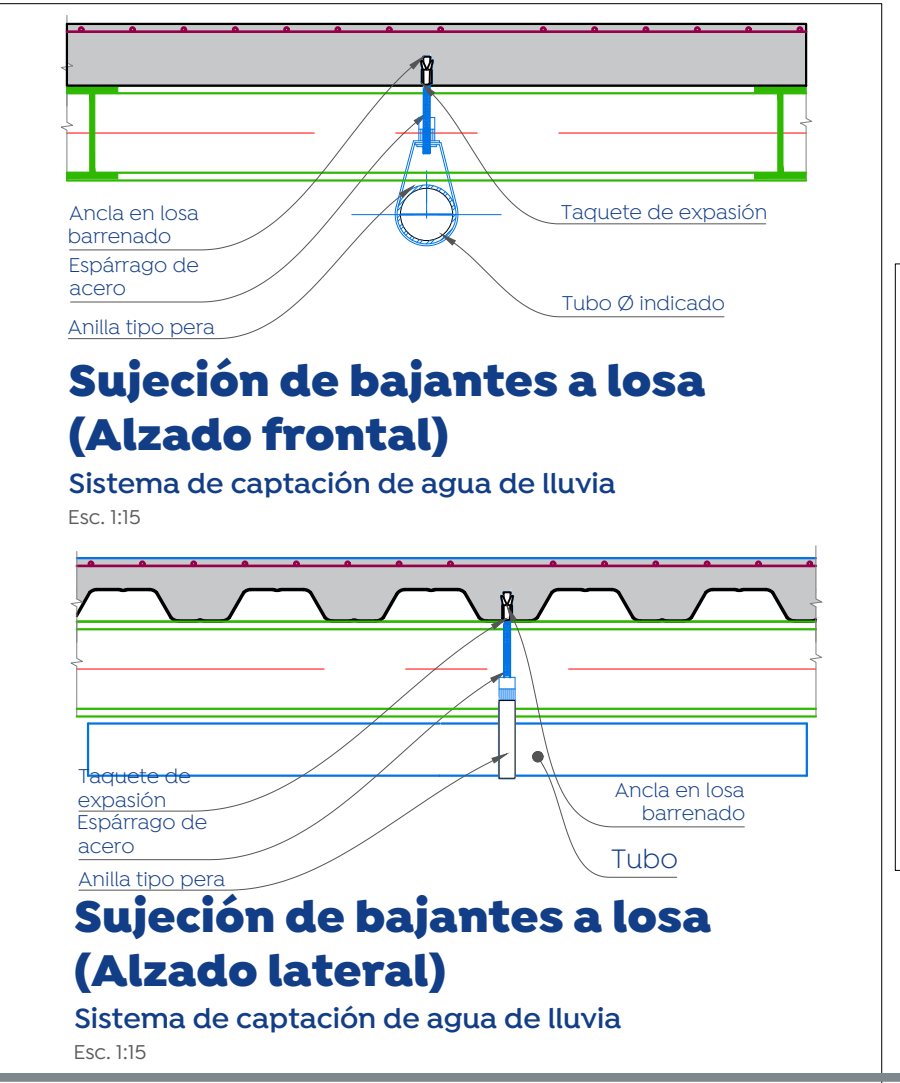 Ancla en losa
barrenado
Espárrago de
acero
Anilla tipo pera
Taquete de expasión
Tubo Ø indicado
Sujeción de bajantes a losa
(Alzado frontal)
Sistema de captación de agua de lluvia
Esc. 1:15
Taquete de
expasión
Espárrago de
acero
Anilla tipo pera
Ancla en losa
barrenado
Tubo
Sujeción de bajantes a losa
(Alzado lateral)
Sistema de captación de agua de lluvia
Esc. 1:15